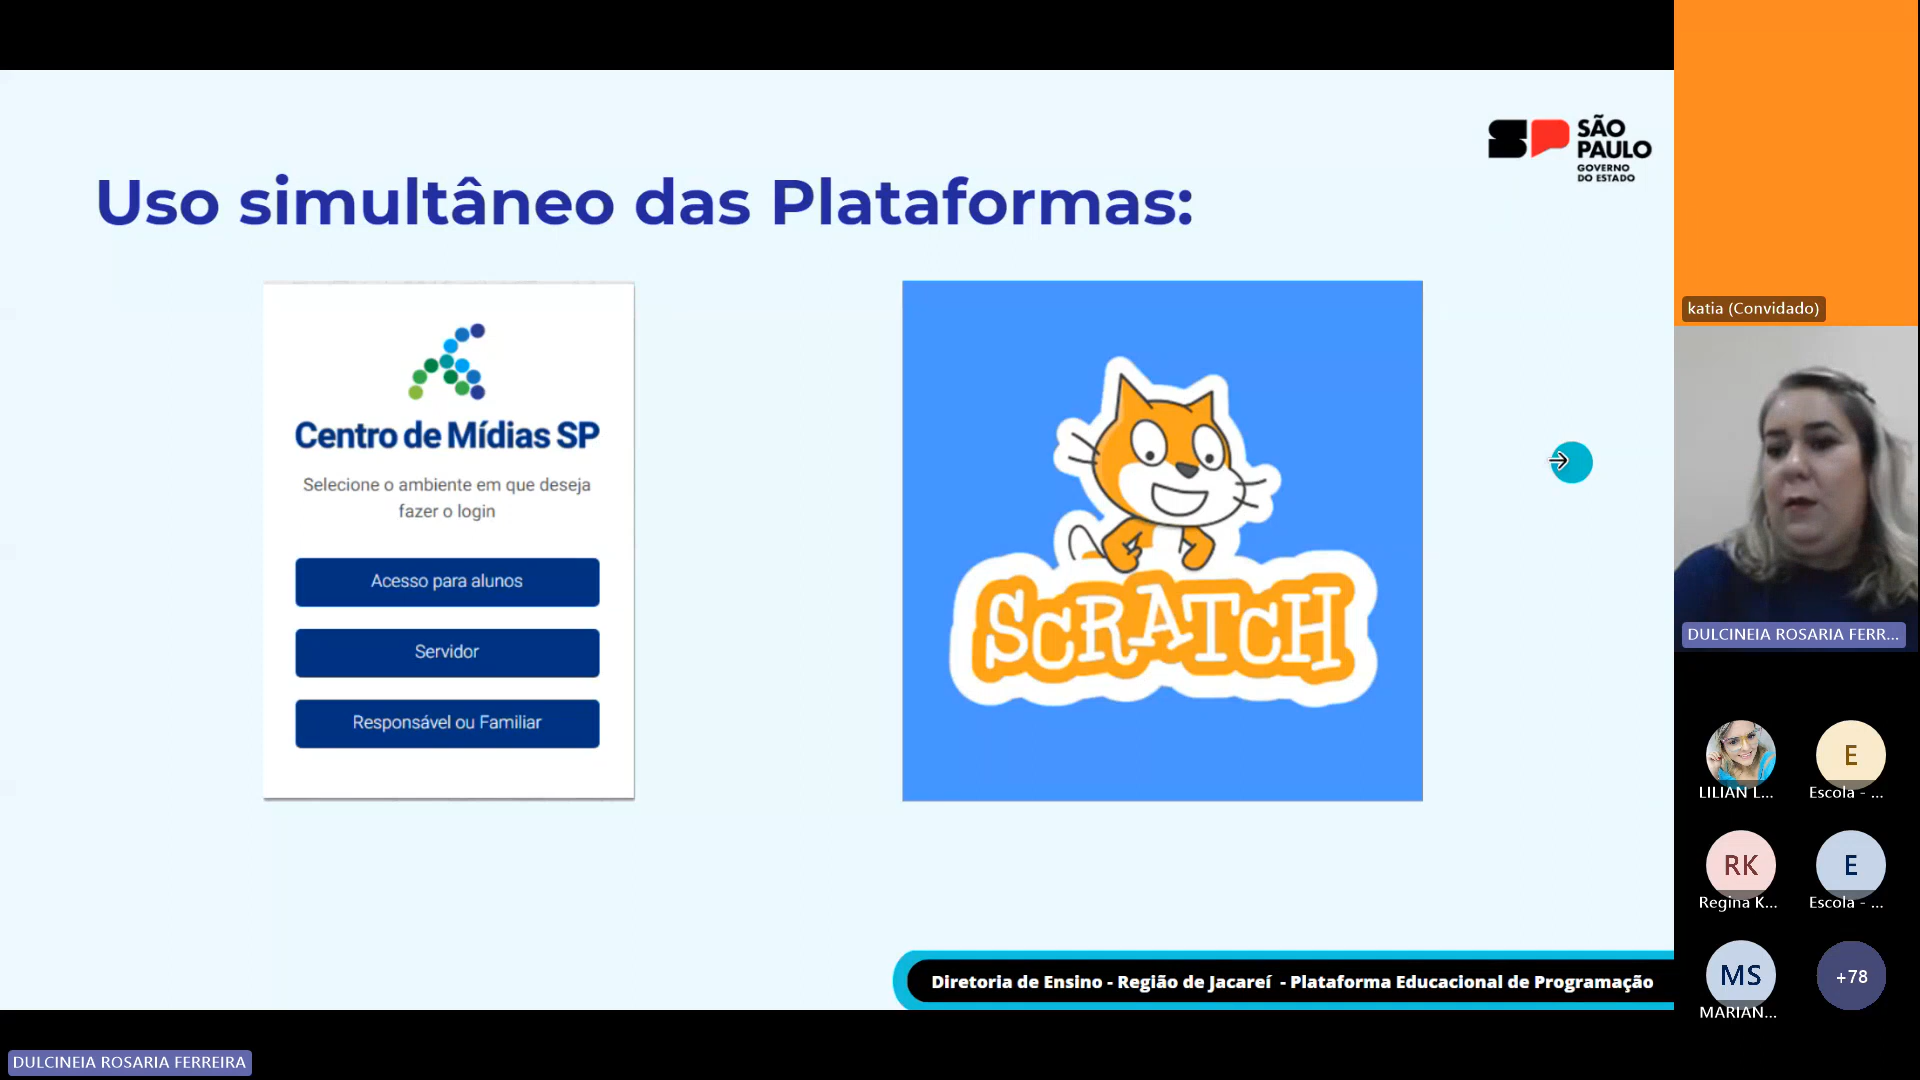 SÃO
PAULO
GOVERNO
DO ESTADO
Uso simultâneo das Plataformas:
Centro de Mídias SP
Selecione o ambiente em que deseja
fazer o login
Acesso para alunos
Servidor
Responsável ou Familiar
SCRATCH
Diretoria de Ensino - Região de Jacareí - Plataforma Educacional de Programação
DULCINEIA ROSARIA FERREIRA
katia (Convidado)
DULCINEIA ROSARIA FERR...
LILIAN L...
E
Escola - ...
RK
Regina K...
E
Escola - ...
MS
MARIAN...
+78